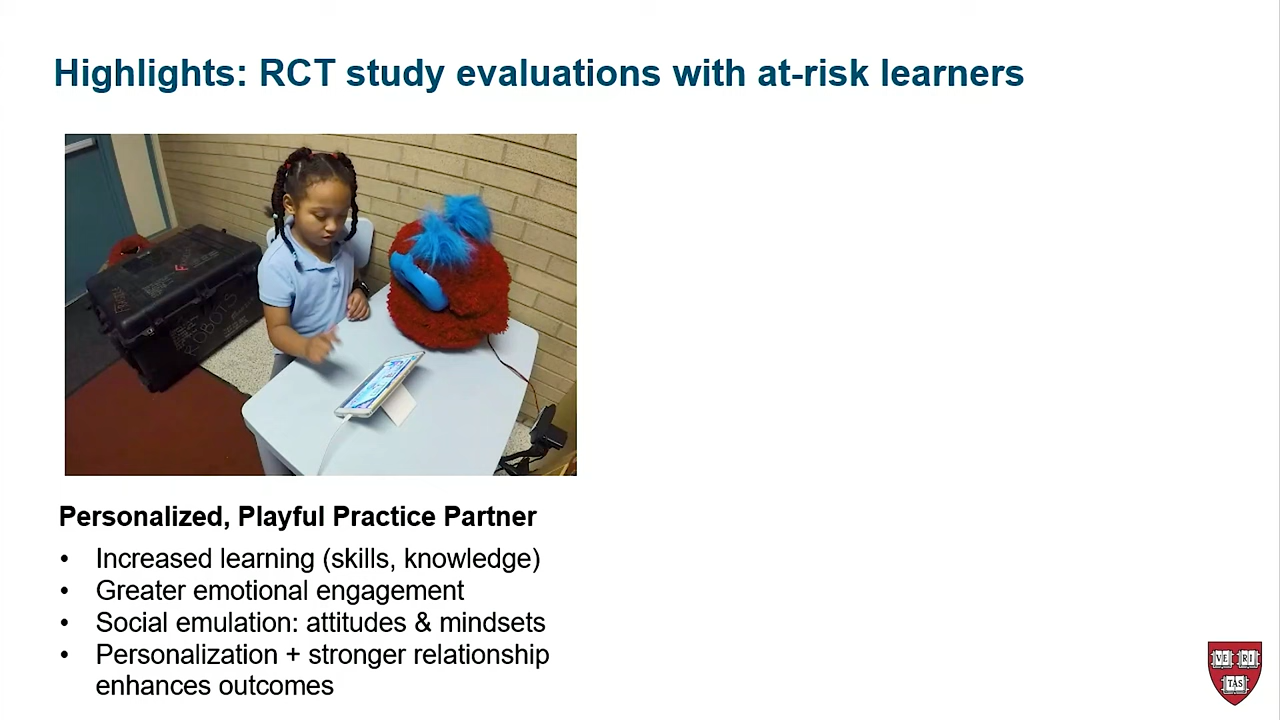 Highlights: RCT study evaluations with at-risk learners
ROBOTS
Personalized, Playful Practice Partner
• Increased learning (skills, knowledge)
• Greater emotional engagement
• Social emulation: attitudes & mindsets
• Personalization + stronger relationship
enhances outcomes
VE RI
TAS